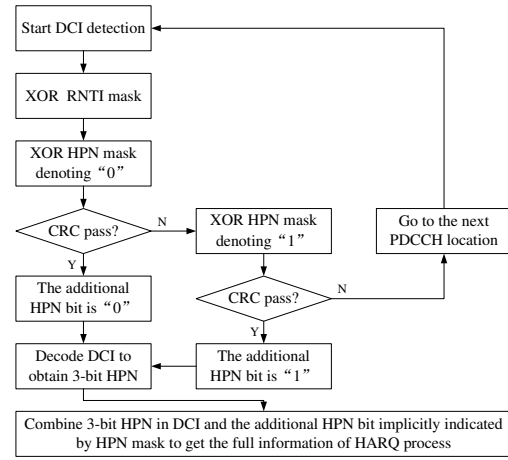 Start DCI detection
XOR RNTI mask
XOR HPN mask
denoting “0”
CRC pass?
N
Y
XOR HPN mask
denoting “1”
Go to the next
PDCCH location
The additional
HPN bit is “0”
CRC pass?
N
Y
Decode DCI to
obtain 3-bit HPN
The additional
HPN bit is “1”
Combine 3-bit HPN in DCI and the additional HPN bit implicitly indicated
by HPN mask to get the full information of HARQ process